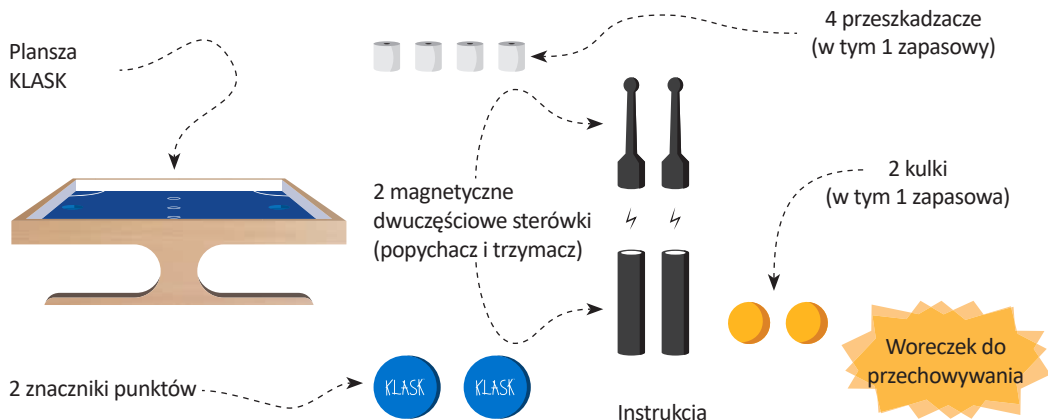 Plansza
KLASK
4 przeszkadzacze
(w tym 1 zapasowy)
2 magnetyczne
dwuczęściowe sterówki
(popychacz i trzymacz)
2 kulki
(w tym 1 zapasowa)
2 znaczniki punktów
KLASK
KLASK
Instrukcja
Woreczek do
przechowywania